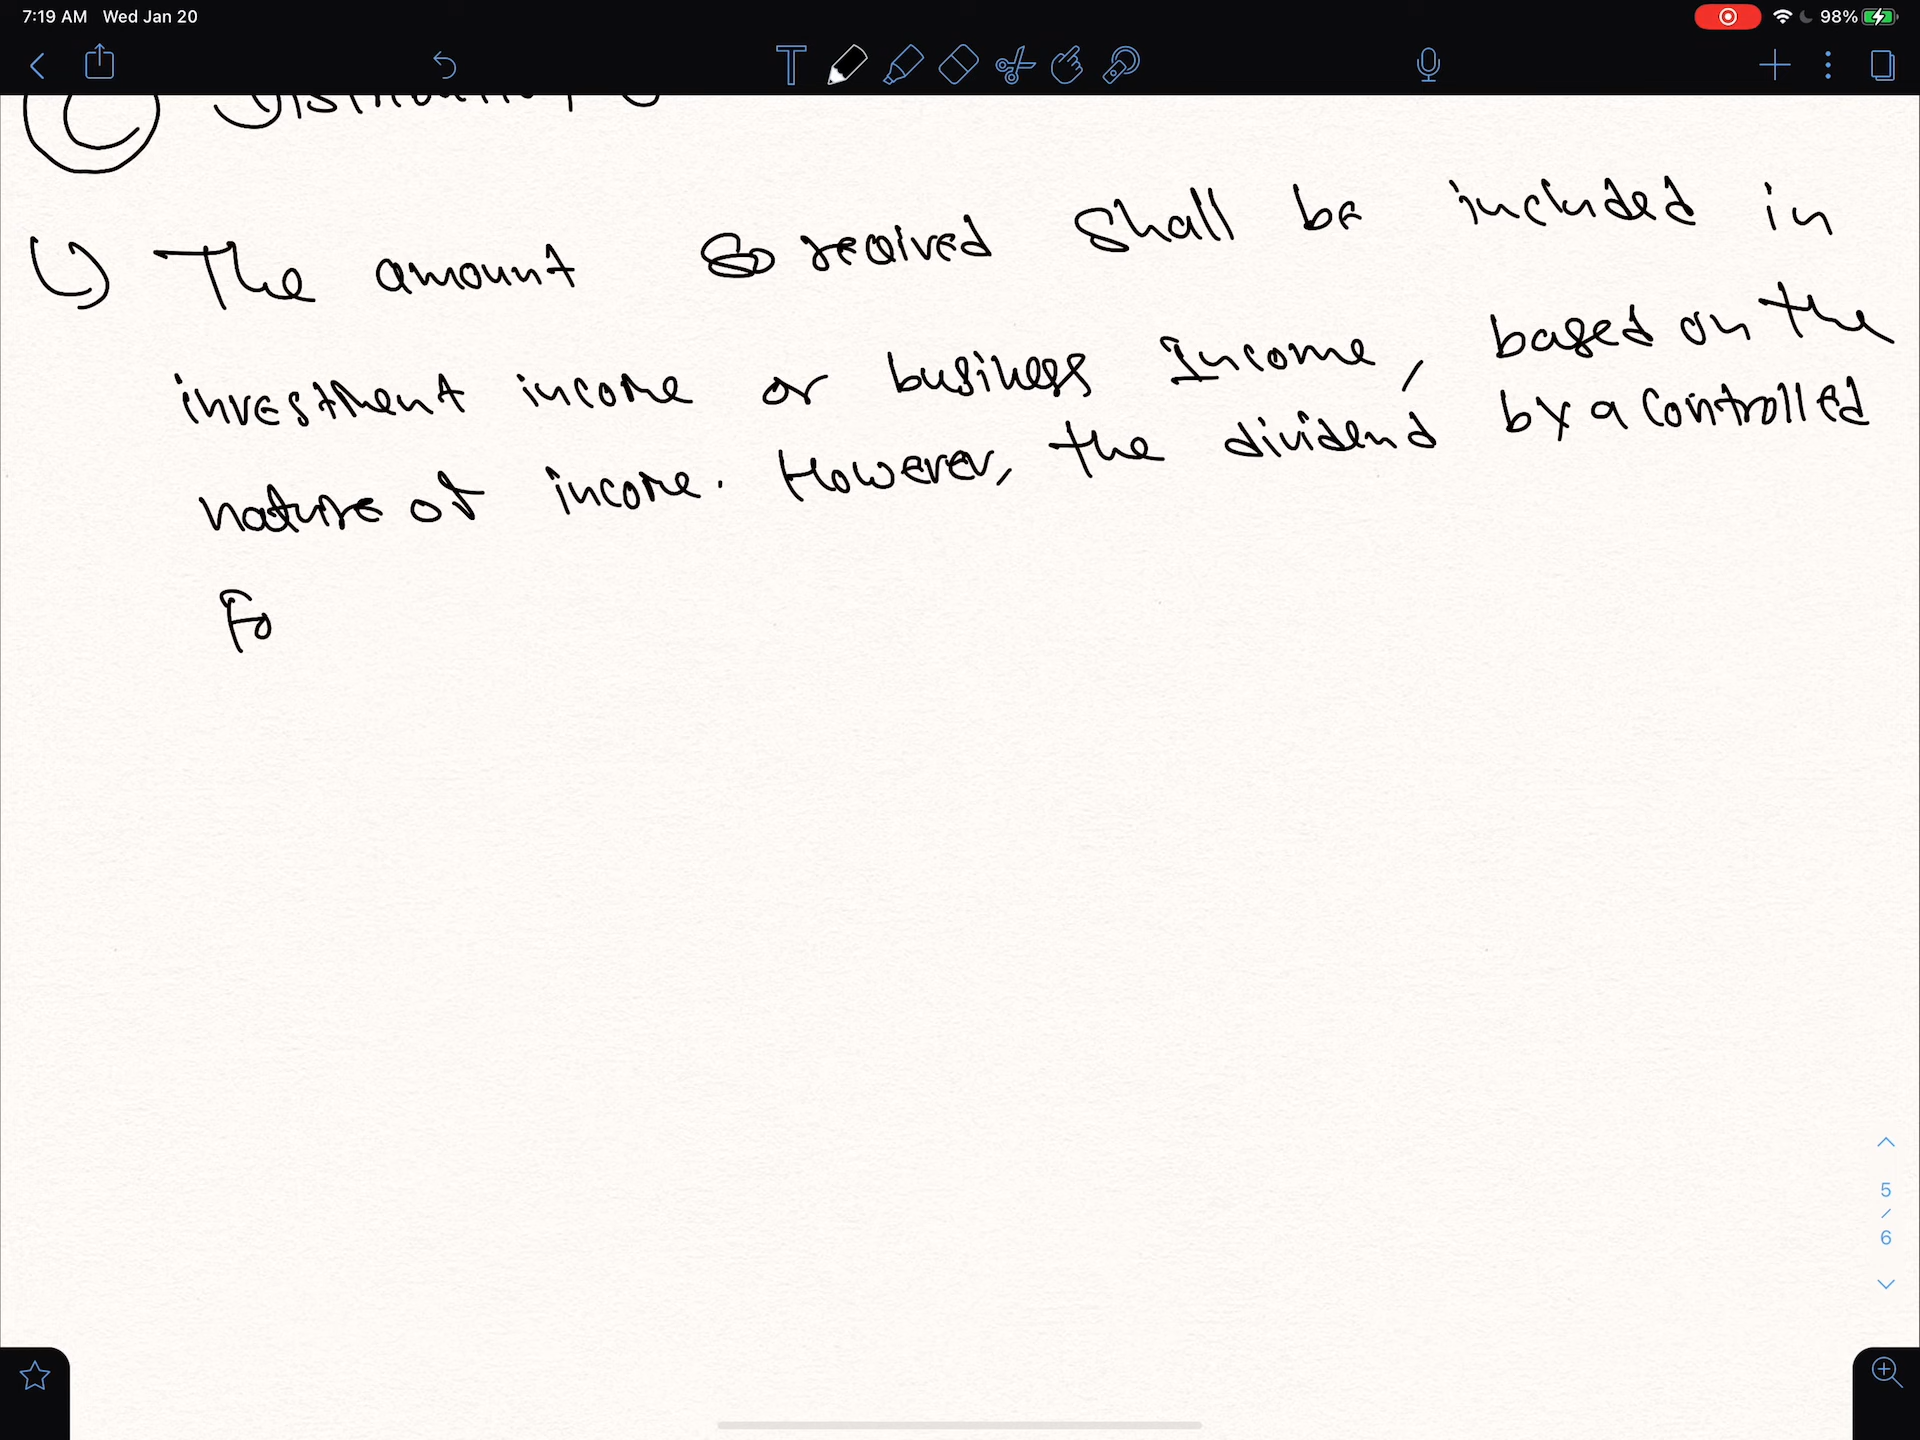 7:19 AM Wed Jan 20
98%
C
↳ The amount so received shall be included in
investment income or business Income, based on the
nature of income. However, the dividend by a controlled
Fo
5
/
6